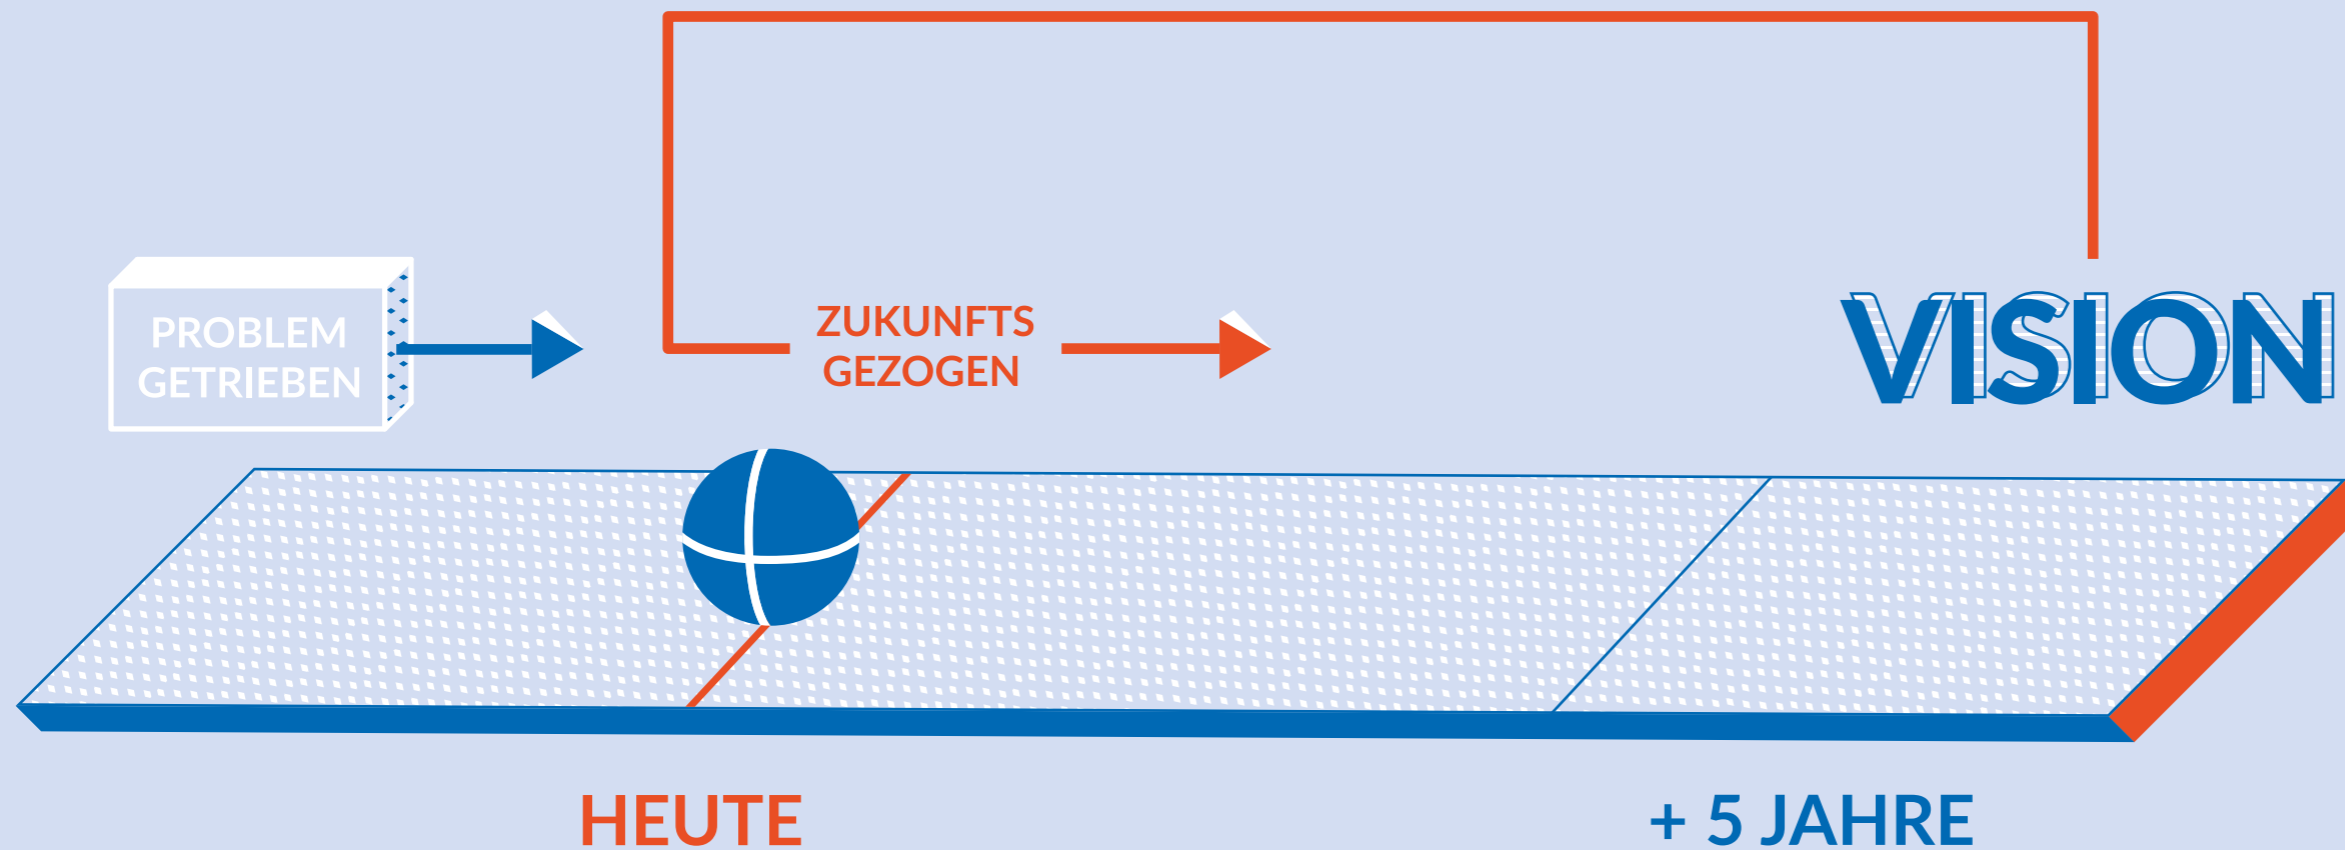 PROBLEM
GETRIEBEN
ZUKUNFTS
GEZOGEN
VISION
HEUTE
+ 5 JAHRE